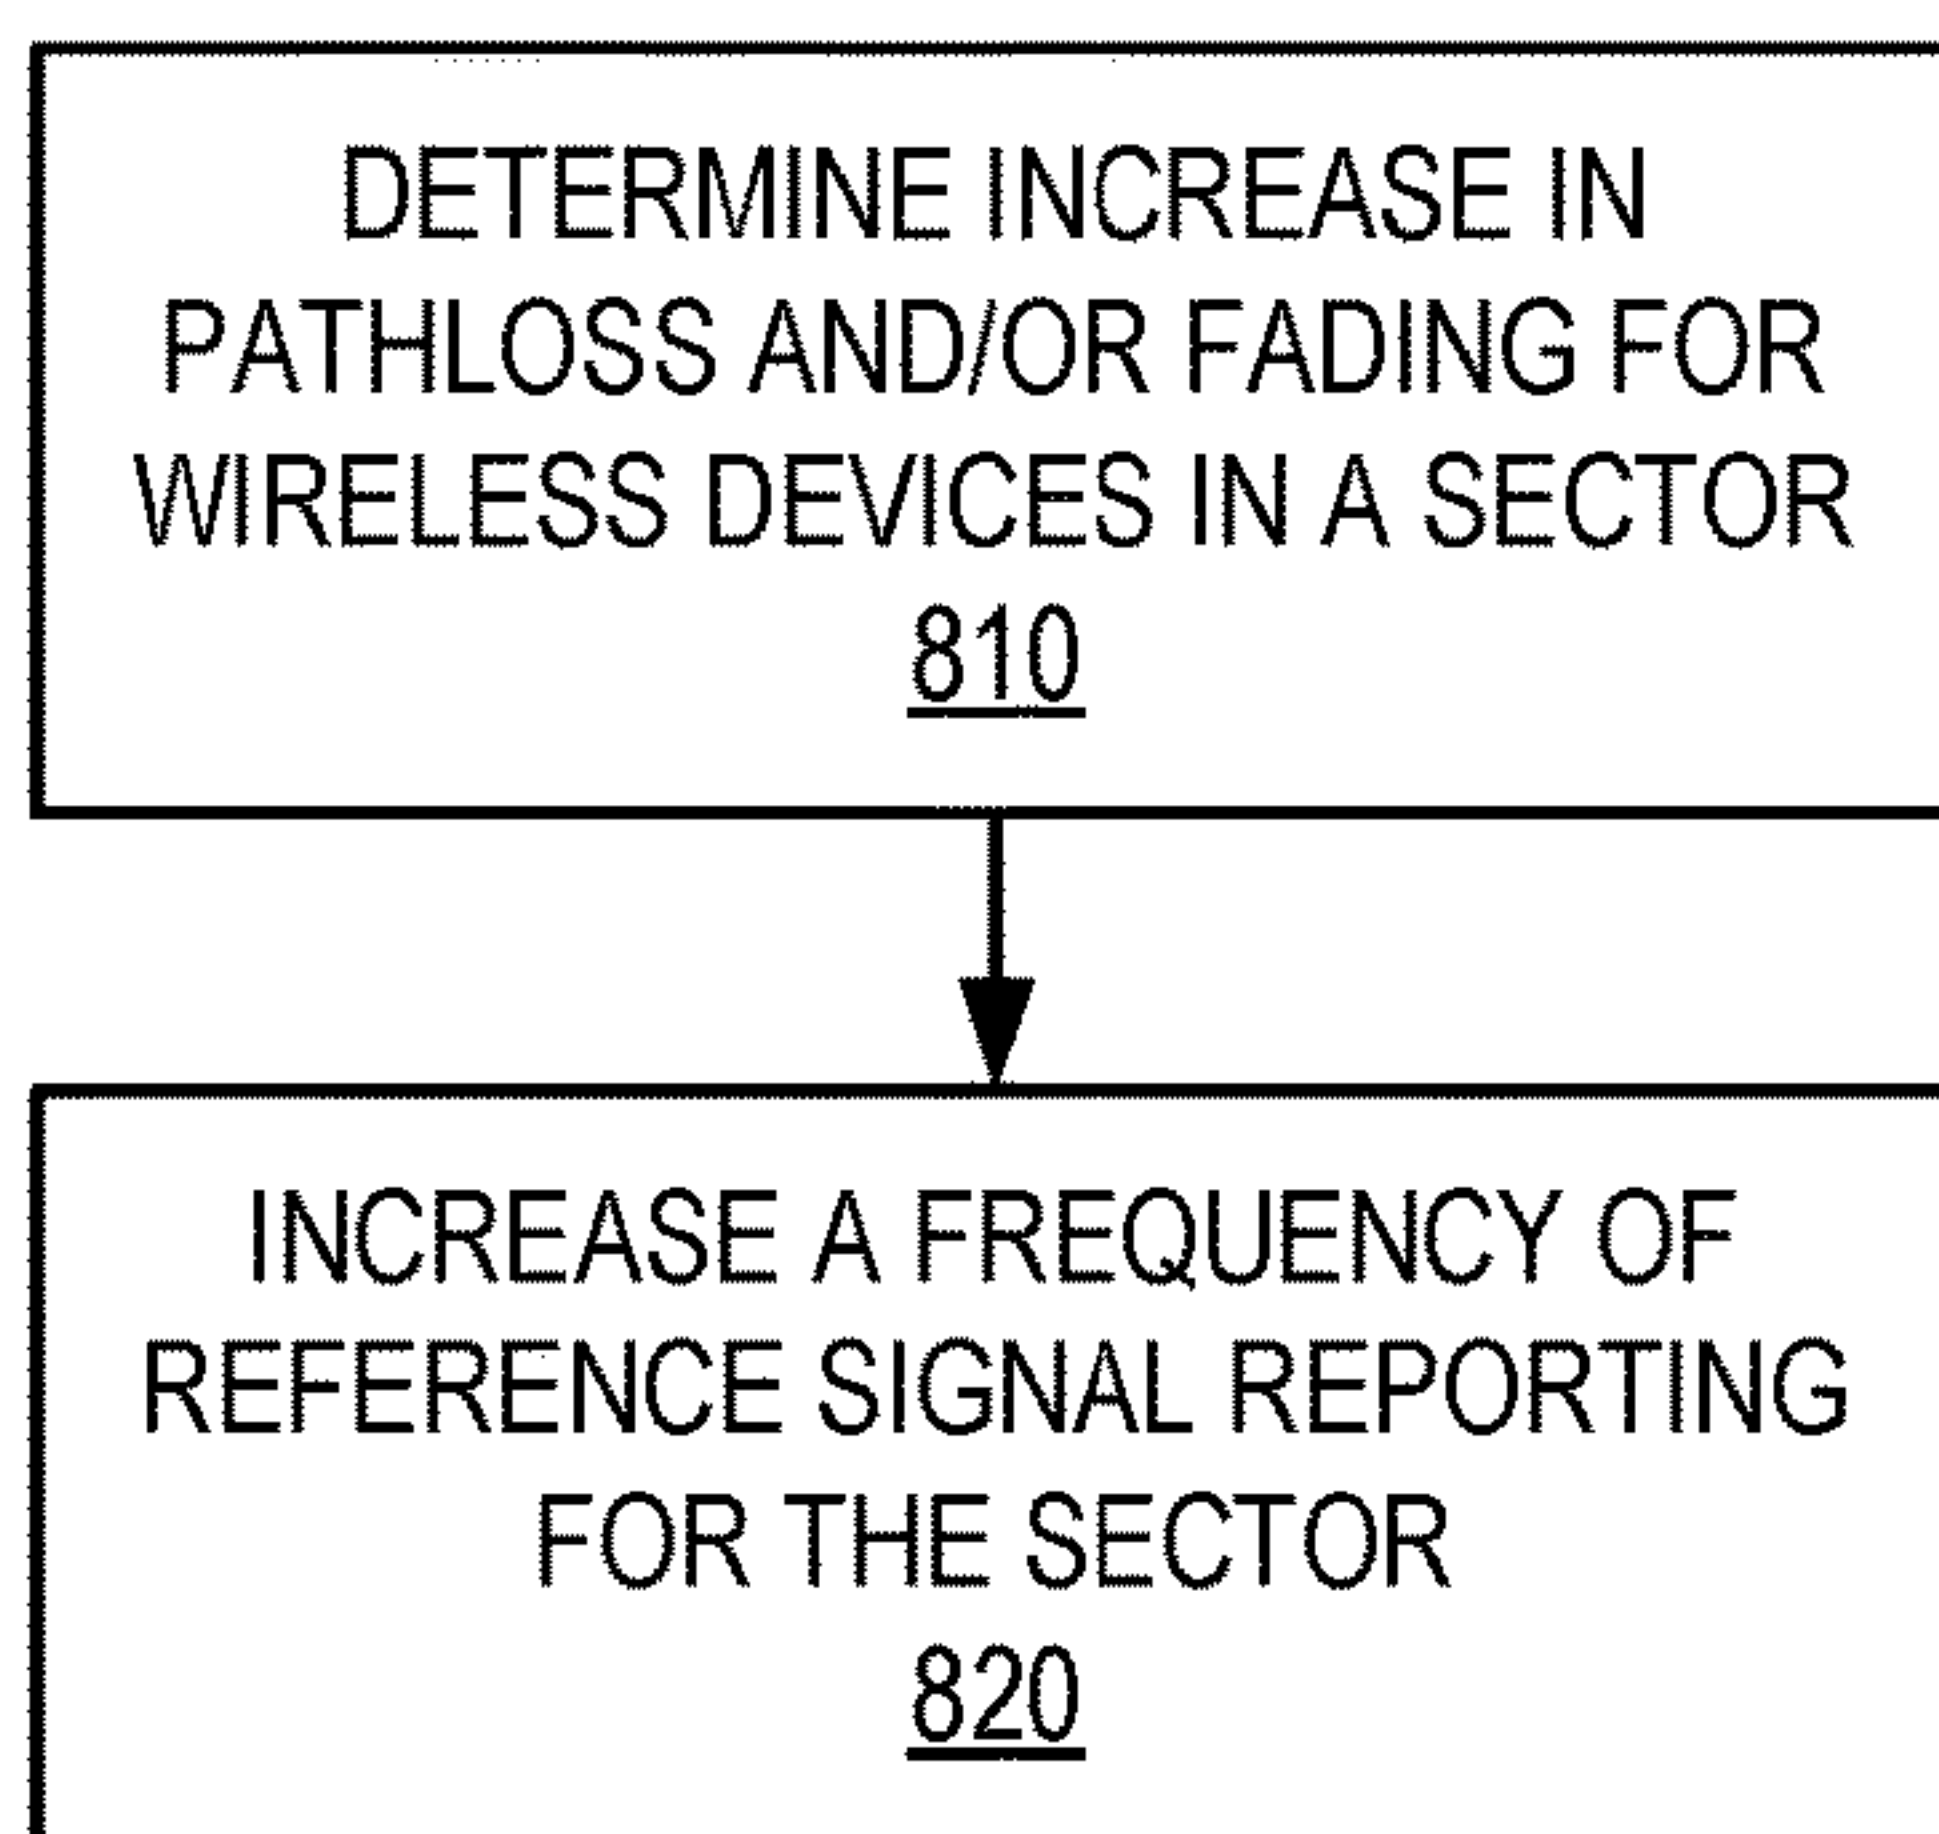 DETERMINE INCREASE IN
PATHLOSS AND/OR FADING FOR
WIRELESS DEVICES IN A SECTOR
810
INCREASE A FREQUENCY OF
REFERENCE SIGNAL REPORTING
FOR THE SECTOR
820